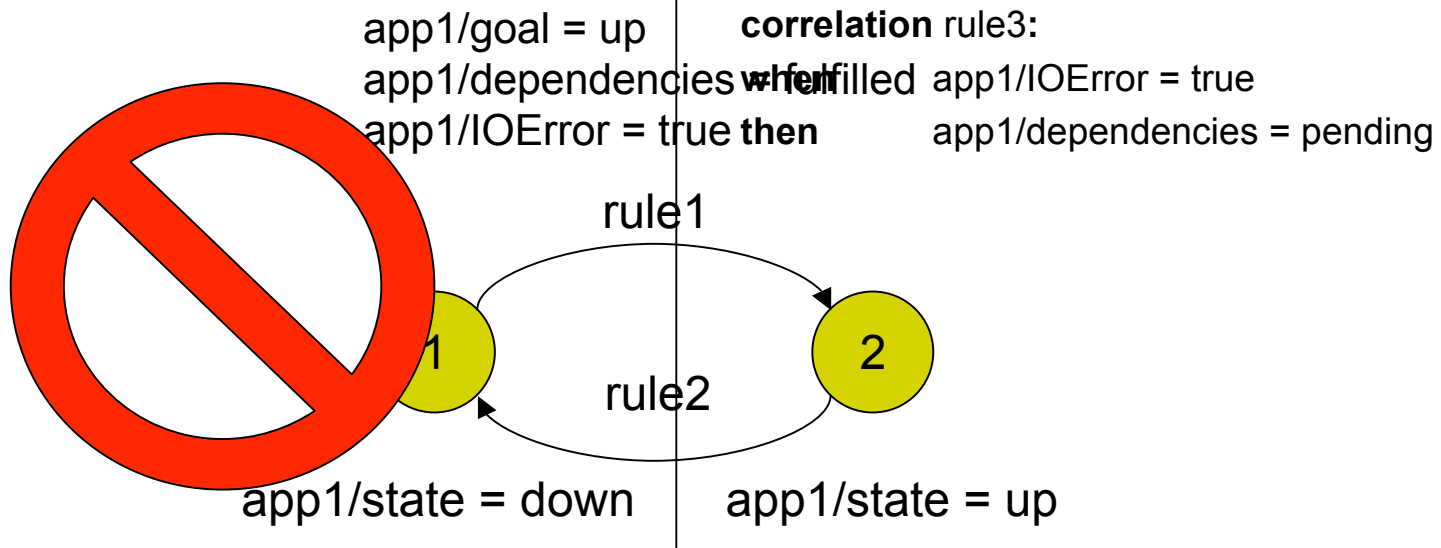 app1/goal = up
app1/dependencies = fulfilled
app1/IOError = true
correlation rule3:
when app1/IOError = true
then app1/dependencies = pending
rule1
1
2
rule2
app1/state = down
app1/state = up